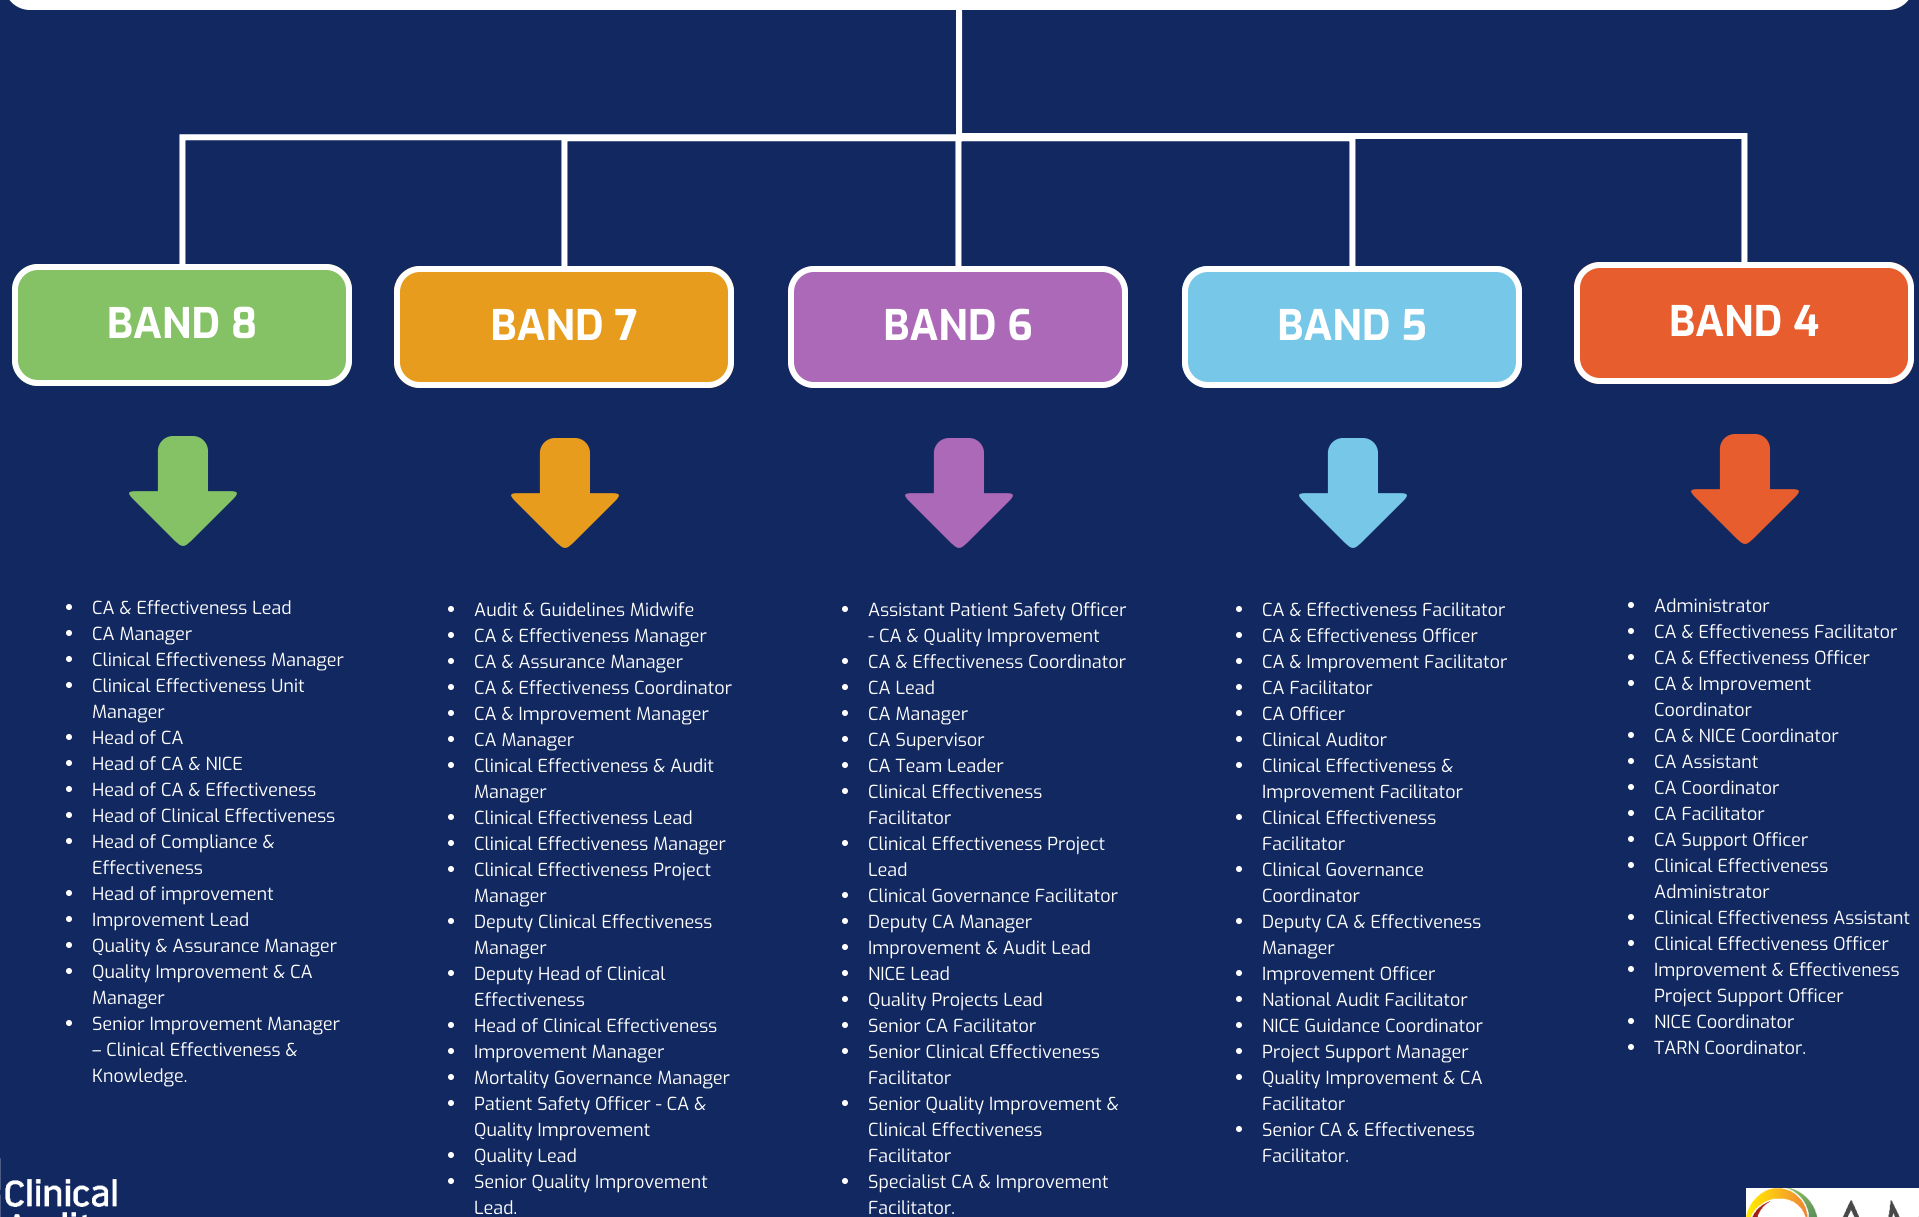 BAND 8
BAND 7
BAND 6
BAND 5
BAND 4
• CA & Effectiveness Lead
• CA Manager
• Clinical Effectiveness Manager
• Clinical Effectiveness Unit
Manager
• Head of CA
• Head of CA & NICE
• Head of CA & Effectiveness
• Head of Clinical Effectiveness
• Head of Compliance &
Effectiveness
• Head of improvement
• Improvement Lead
• Quality & Assurance Manager
• Quality Improvement & CA
Manager
• Senior Improvement Manager
– Clinical Effectiveness &
Knowledge.
• Audit & Guidelines Midwife
• CA & Effectiveness Manager
• CA & Assurance Manager
• CA & Effectiveness Coordinator
• CA & Improvement Manager
• CA Manager
• Clinical Effectiveness & Audit
Manager
• Clinical Effectiveness Lead
• Clinical Effectiveness Manager
• Clinical Effectiveness Project
Manager
• Deputy Clinical Effectiveness
Manager
• Deputy Head of Clinical
Effectiveness
• Head of Clinical Effectiveness
• Improvement Manager
• Mortality Governance Manager
• Patient Safety Officer - CA &
Quality Improvement
• Quality Lead
• Senior Quality Improvement
Lead.
• Assistant Patient Safety Officer
- CA & Quality Improvement
• CA & Effectiveness Coordinator
• CA Lead
• CA Manager
• CA Supervisor
• CA Team Leader
• Clinical Effectiveness
Facilitator
• Clinical Effectiveness Project
Lead
• Clinical Governance Facilitator
• Deputy CA Manager
• Improvement & Audit Lead
• NICE Lead
• Quality Projects Lead
• Senior CA Facilitator
• Senior Clinical Effectiveness
Facilitator
• Senior Quality Improvement &
Clinical Effectiveness
Facilitator
• Specialist CA & Improvement
Facilitator.
• CA & Effectiveness Facilitator
• CA & Effectiveness Officer
• CA & Improvement Facilitator
• CA Facilitator
• CA Officer
• Clinical Auditor
• Clinical Effectiveness &
Improvement Facilitator
• Clinical Effectiveness
Facilitator
• Clinical Governance
Coordinator
• Deputy CA & Effectiveness
Manager
• Improvement Officer
• National Audit Facilitator
• NICE Guidance Coordinator
• Project Support Manager
• Quality Improvement & CA
Facilitator
• Senior CA & Effectiveness
Facilitator.
• Administrator
• CA & Effectiveness Facilitator
• CA & Effectiveness Officer
• CA & Improvement
Coordinator
• CA & NICE Coordinator
• CA Assistant
• CA Coordinator
• CA Facilitator
• CA Support Officer
• Clinical Effectiveness
Administrator
• Clinical Effectiveness Assistant
• Clinical Effectiveness Officer
• Improvement & Effectiveness
Project Support Officer
• NICE Coordinator
• TARN Coordinator.
Clinical